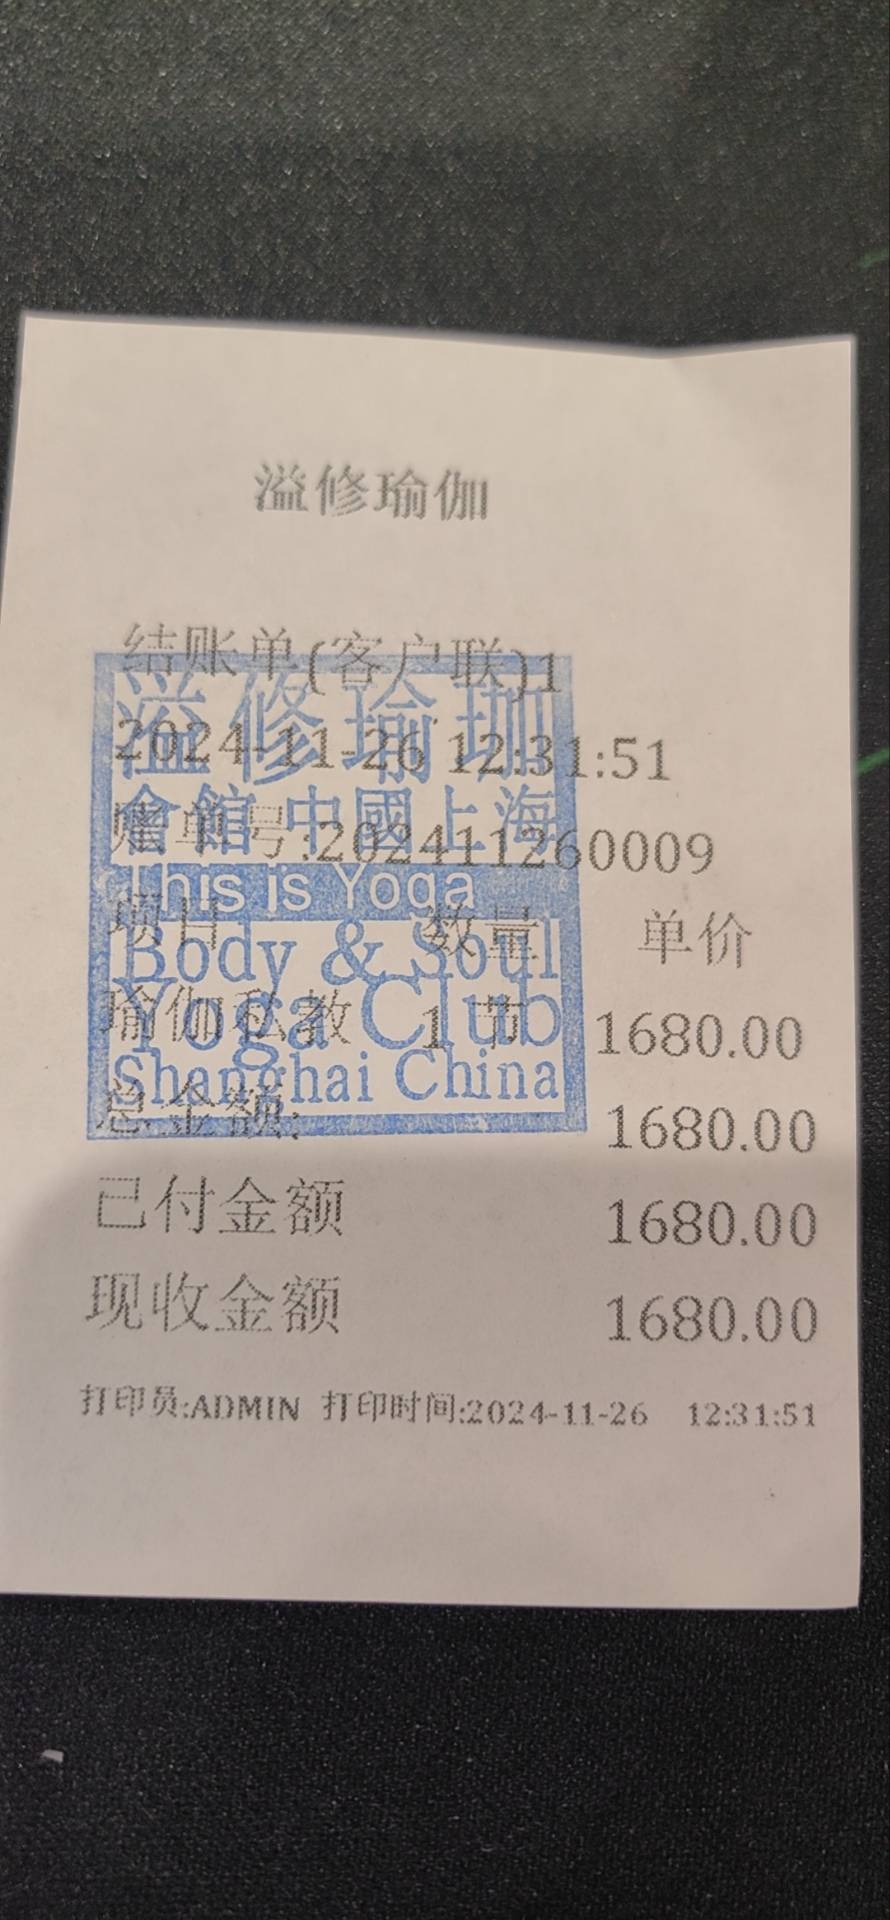 溢修瑜伽
结账单(客户联)1
2024-11-26 12:31:51
账单号:202411260009
项目 数量 单价
瑜伽私教 1 节 1680.00
总金额: 1680.00
已付金额 1680.00
现收金额 1680.00
打印员:ADMIN 打印时间:2024-11-26 12:31:51
溢修瑜珈
會館 中國上海
This is Yoga
Body & Soul
Yoga Club
Shanghai China